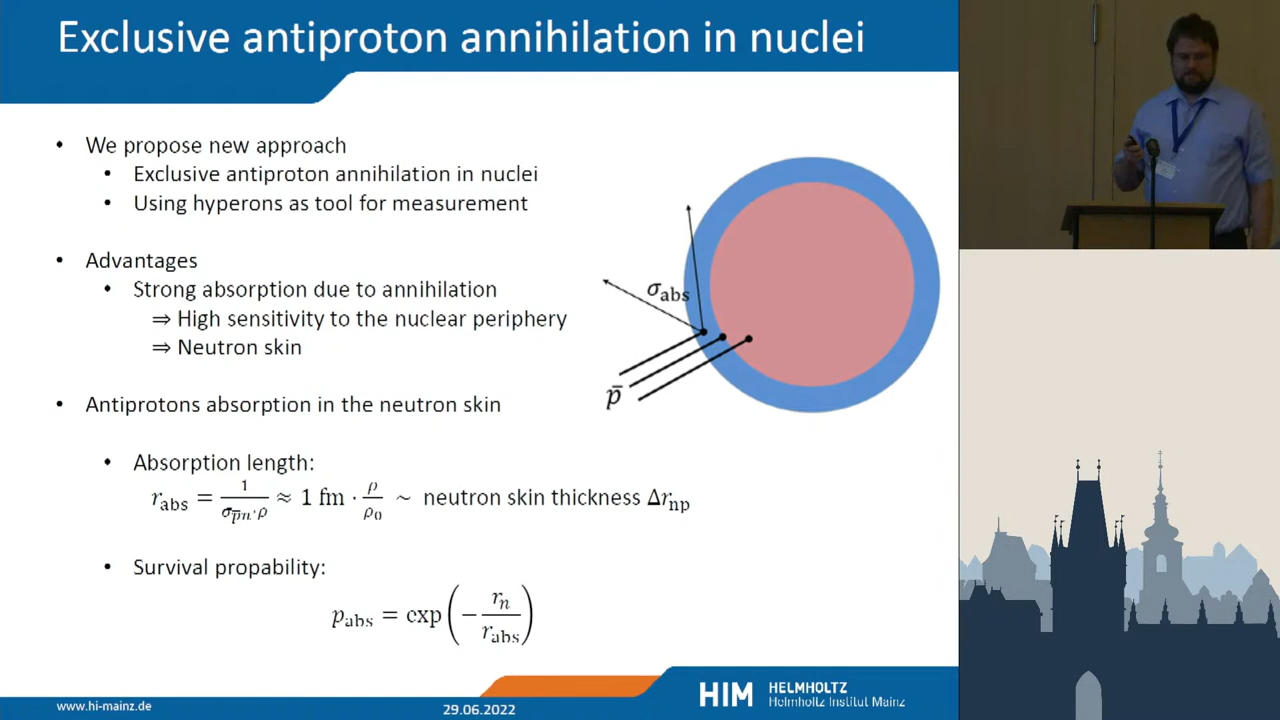 Exclusive antiproton annihilation in nuclei
• We propose new approach
• Exclusive antiproton annihilation in nuclei
• Using hyperons as tool for measurement
• Advantages
• Strong absorption due to annihilation
⇒ High sensitivity to the nuclear periphery
⇒ Neutron skin
• Antiprotons absorption in the neutron skin
• Absorption length:
r_abs = 1/(σ_p̄n·ρ) ≈ 1 fm · ρ/ρ₀ ~ neutron skin thickness Δr_np
• Survival propability:
p_abs = exp(−r_n/r_abs)
σ_abs
p̄
www.hi-mainz.de
29.06.2022
HIM HELMHOLTZ
Helmholtz Institut Mainz